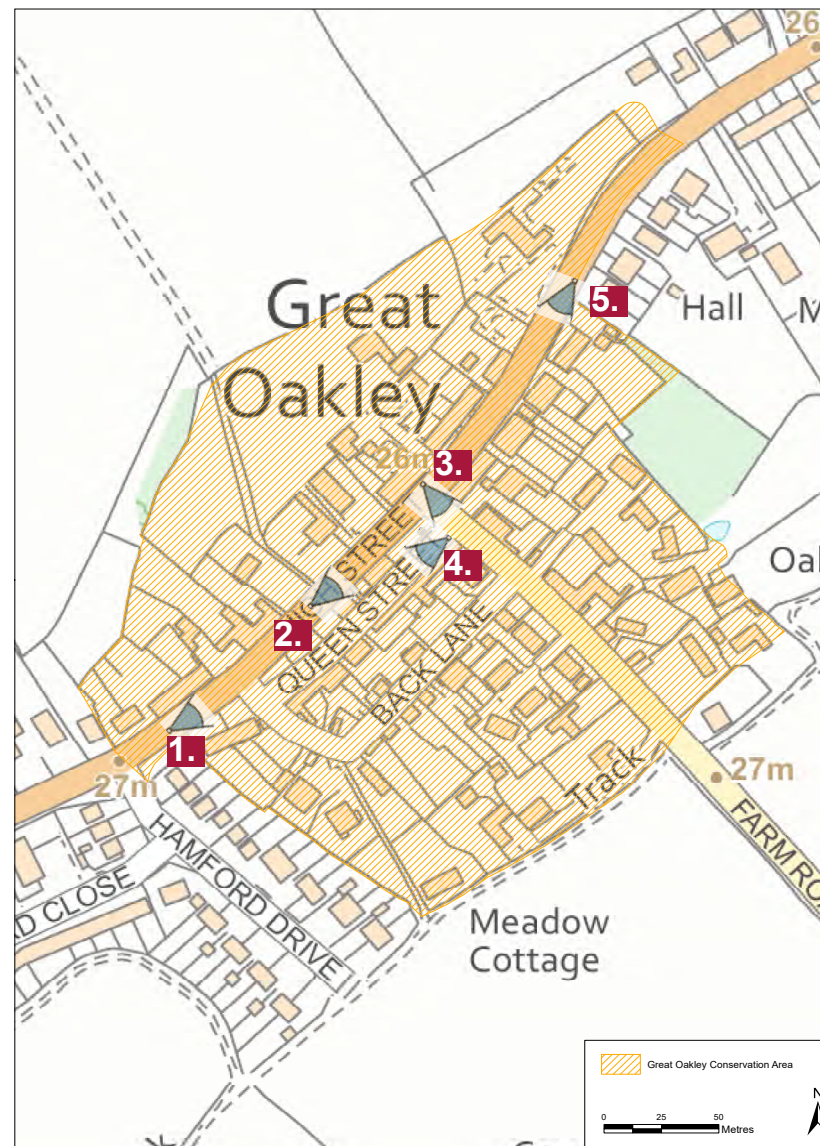 26
Great
Oakley
5.
Hall
M
26m
3.
STREE
4.
QUEEN STRE
2.
BACK LANE
Oal
1.
27m
Track
27m
HAMFORD DRIVE
FARM RO
D CLOSE
Meadow
Cottage
Great Oakley Conservation Area
N
0 25 50
Metres